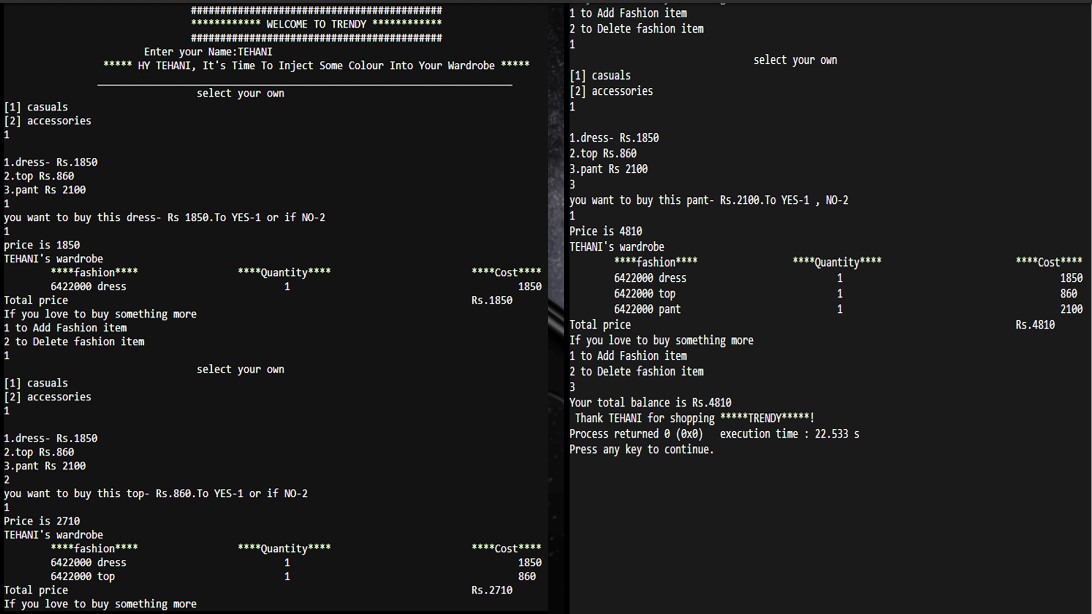 ###########################################
************ WELCOME TO TRENDY ************
###########################################
Enter your Name:TEHANI
***** HY TEHANI, It's Time To Inject Some Colour Into Your Wardrobe *****
select your own
[1] casuals
[2] accessories
1
1.dress- Rs.1850
2.top Rs.860
3.pant Rs 2100
1
you want to buy this dress- Rs 1850.To YES-1 or if NO-2
1
price is 1850
TEHANI's wardrobe
****fashion**** ****Quantity**** ****Cost****
6422000 dress 1 1850
Total price Rs.1850
If you love to buy something more
1 to Add Fashion item
2 to Delete fashion item
1
select your own
[1] casuals
[2] accessories
1
1.dress- Rs.1850
2.top Rs.860
3.pant Rs 2100
2
you want to buy this top- Rs.860.To YES-1 or if NO-2
1
Price is 2710
TEHANI's wardrobe
****fashion**** ****Quantity**** ****Cost****
6422000 dress 1 1850
6422000 top 1 860
Total price Rs.2710
If you love to buy something more
1 to Add Fashion item
2 to Delete fashion item
1
select your own
[1] casuals
[2] accessories
1
1.dress- Rs.1850
2.top Rs.860
3.pant Rs 2100
3
you want to buy this pant- Rs.2100.To YES-1 , NO-2
1
Price is 4810
TEHANI's wardrobe
****fashion**** ****Quantity**** ****Cost****
6422000 dress 1 1850
6422000 top 1 860
6422000 pant 1 2100
Total price Rs.4810
If you love to buy something more
1 to Add Fashion item
2 to Delete fashion item
3
Your total balance is Rs.4810
Thank TEHANI for shopping *****TRENDY*****!
Process returned 0 (0x0) execution time : 22.533 s
Press any key to continue.